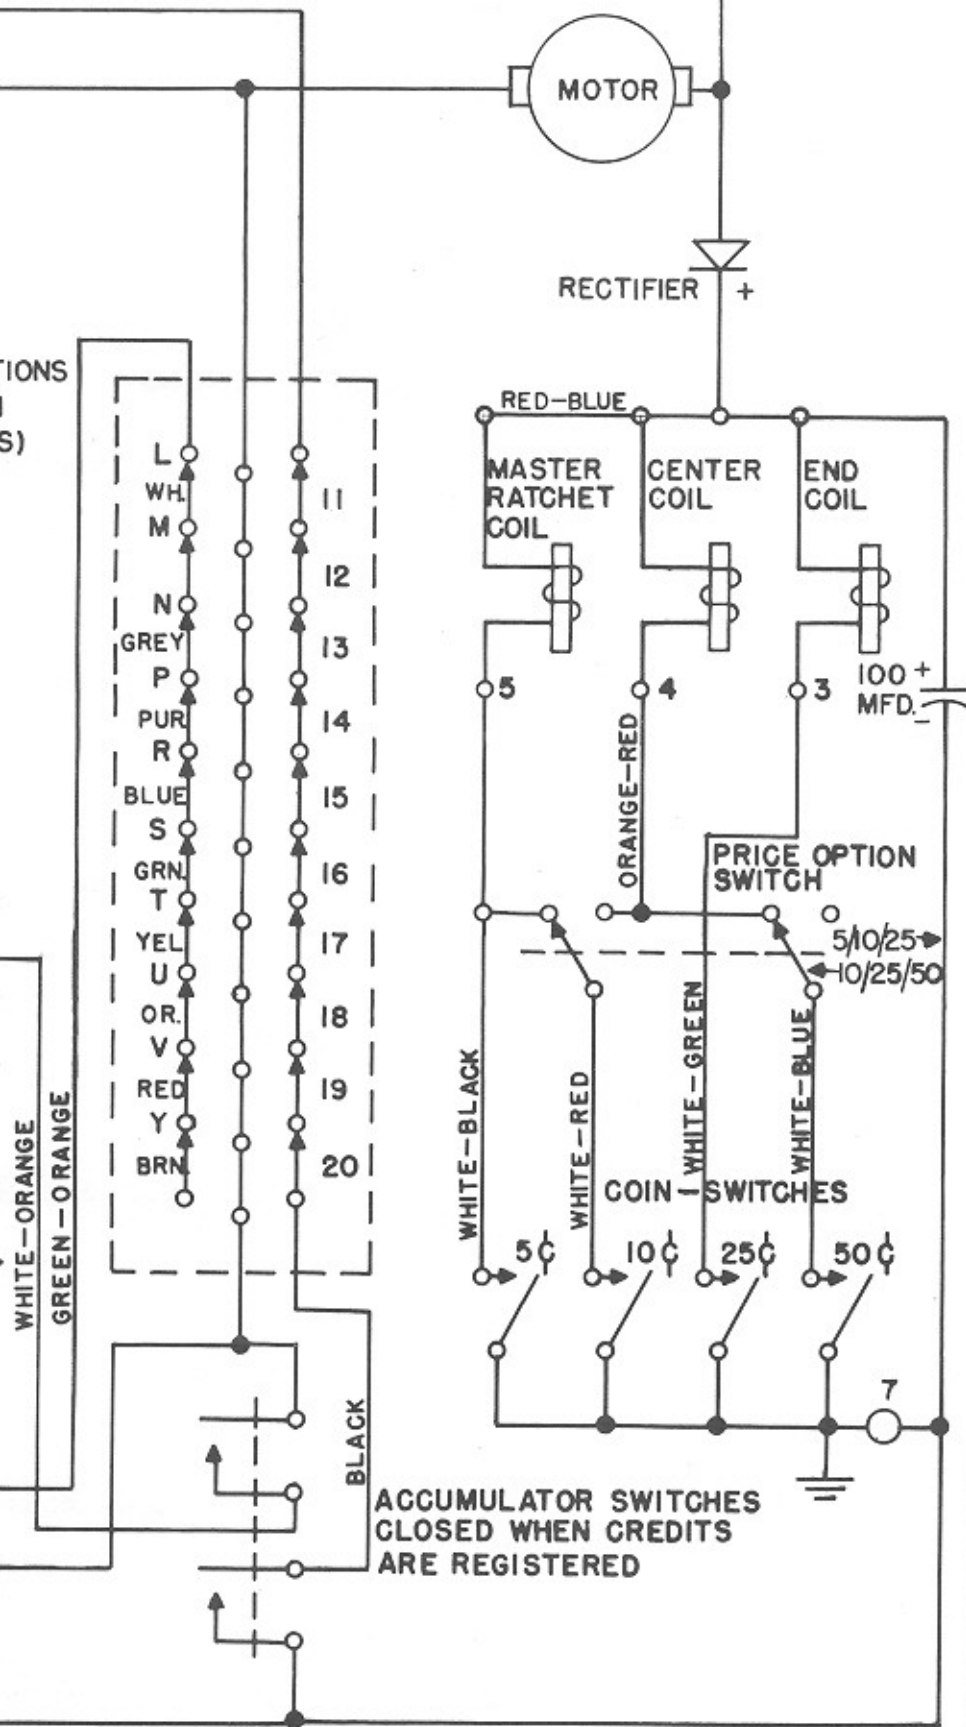 MOTOR
RECTIFIER +
TIONS
S)
RED-BLUE
L
WH.
M
N
GREY
P
PUR.
R
BLUE
S
GRN.
T
YEL
U
OR.
V
RED
Y
BRN.
11
12
13
14
15
16
17
18
19
20
MASTER
RATCHET
COIL
CENTER
COIL
END
COIL
5
4
3
100 +
MFD. -
ORANGE-RED
PRICE OPTION
SWITCH
5/10/25
10/25/50
WHITE-BLACK
WHITE-RED
WHITE-GREEN
WHITE-BLUE
COIN-SWITCHES
5¢
10¢
25¢
50¢
7
WHITE-ORANGE
GREEN-ORANGE
BLACK
ACCUMULATOR SWITCHES
CLOSED WHEN CREDITS
ARE REGISTERED